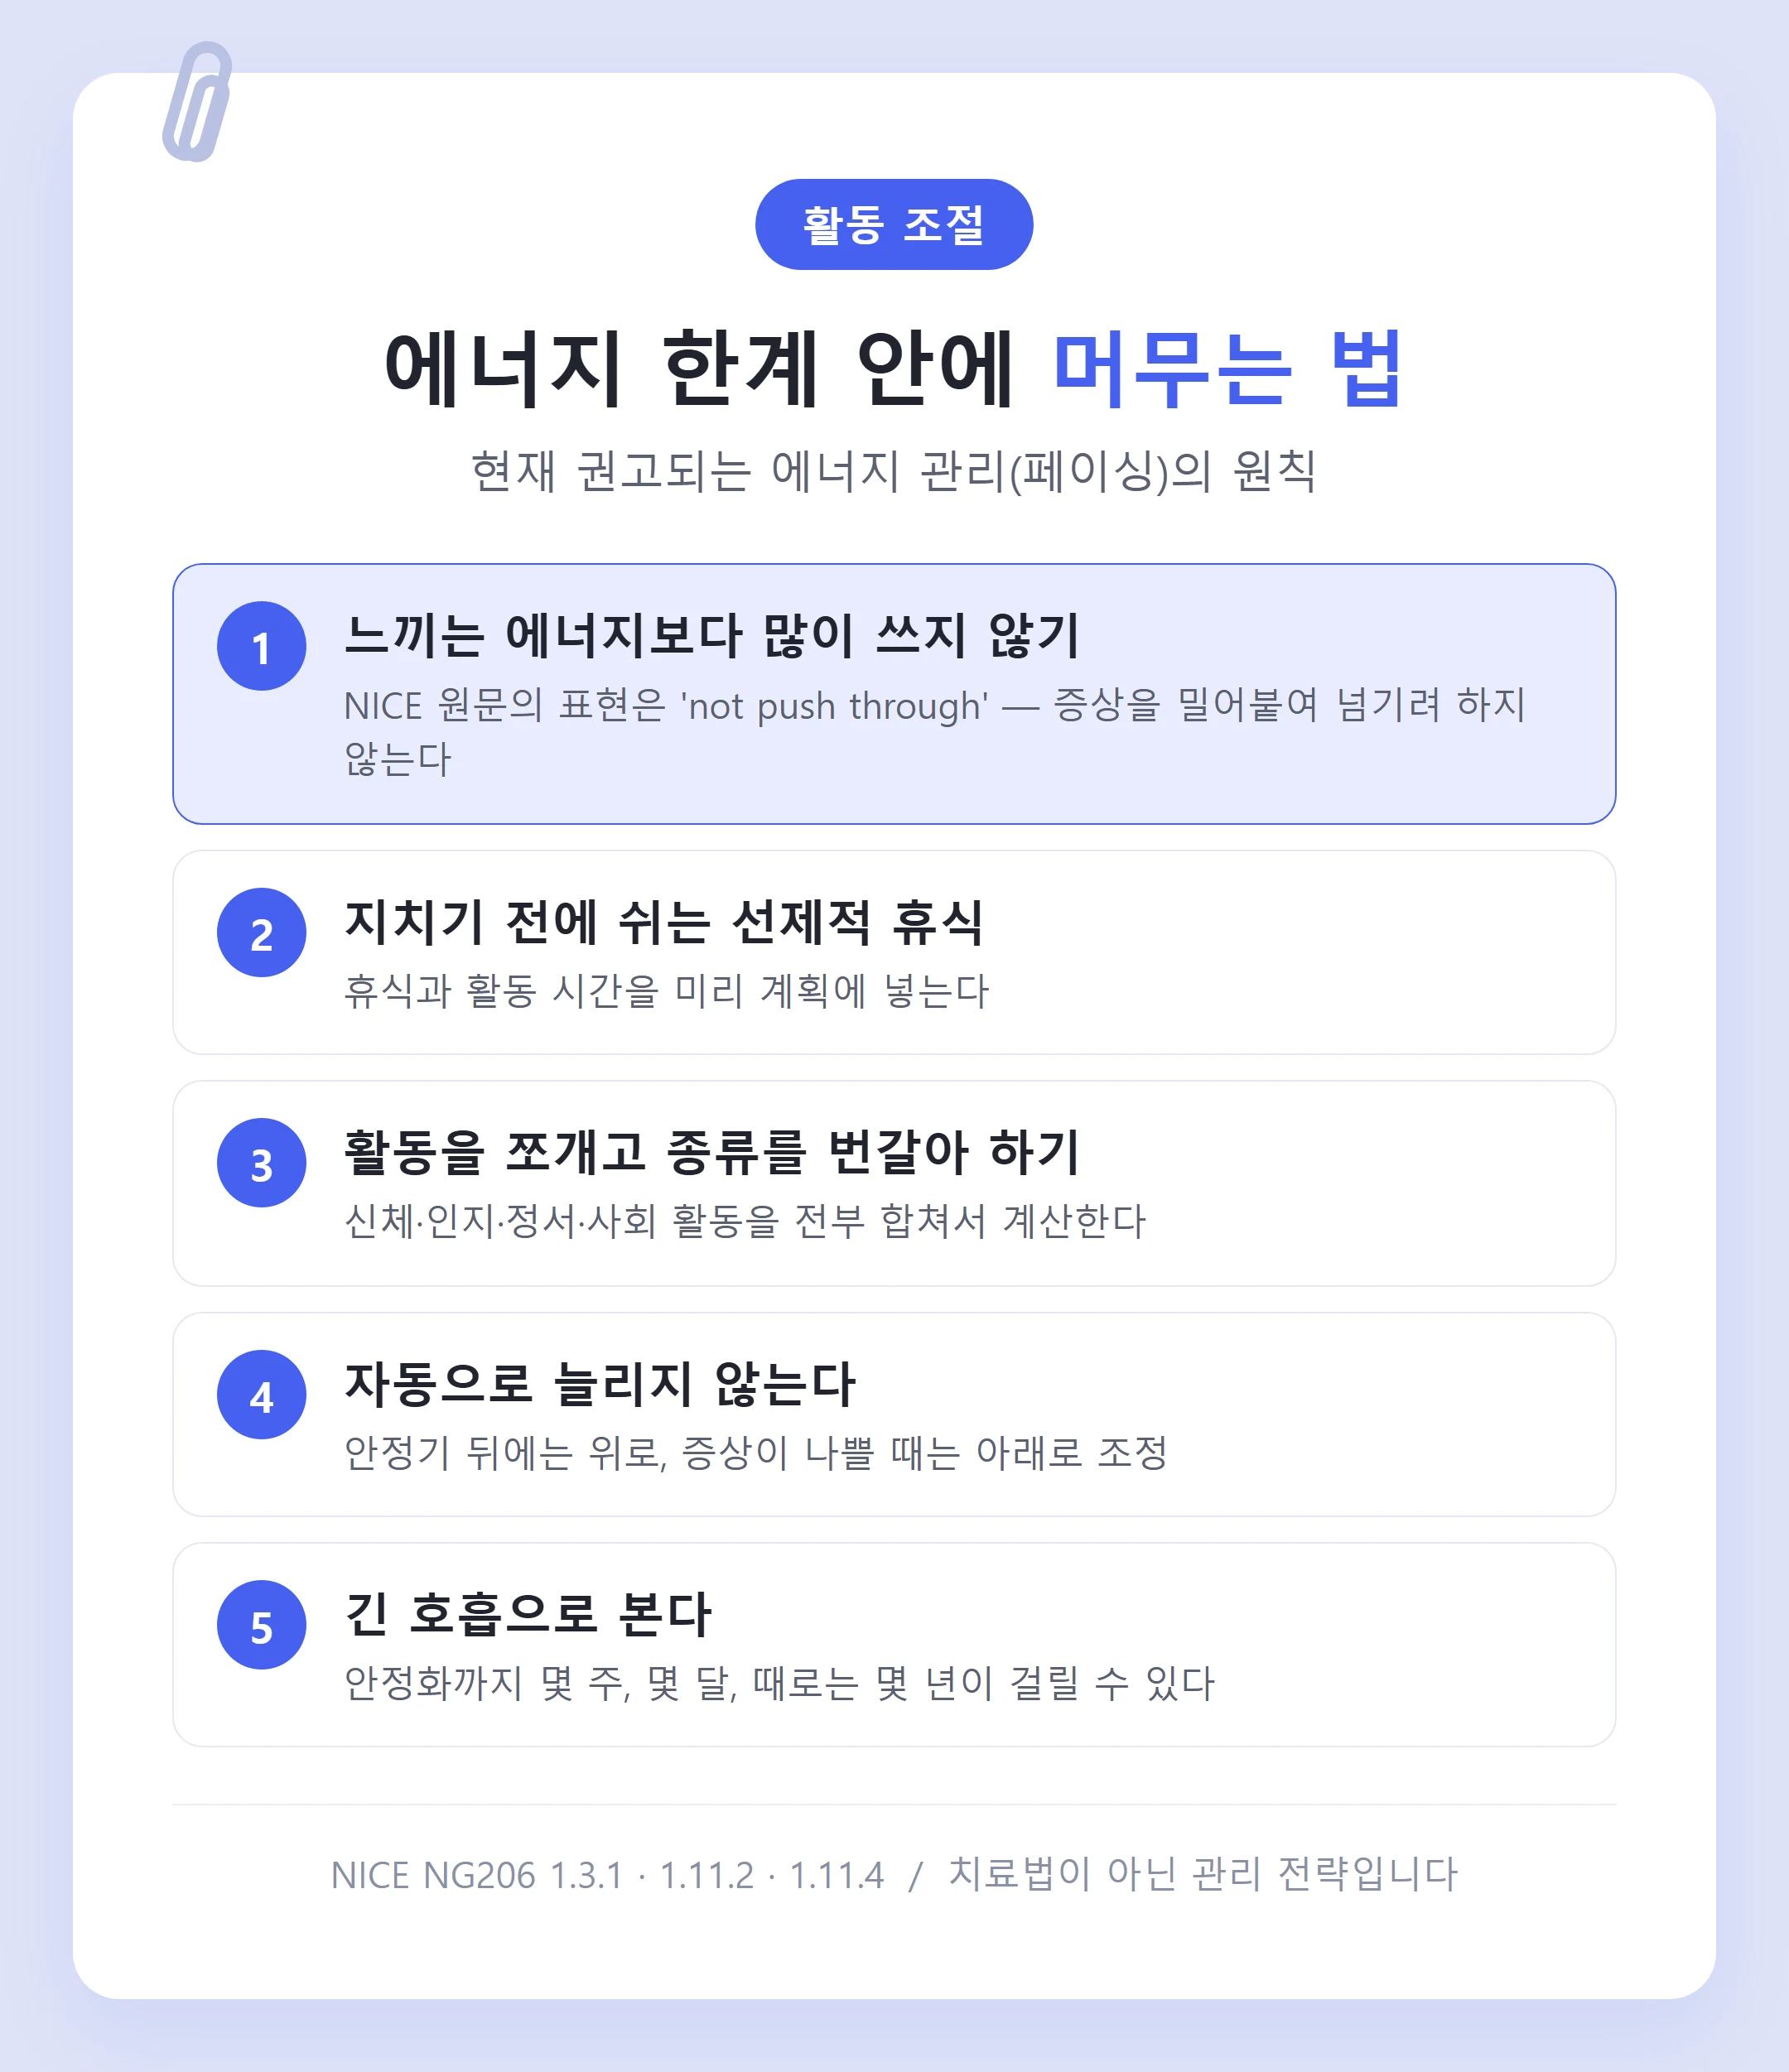 활동 조절
에너지 한계 안에 머무는 법
현재 권고되는 에너지 관리(페이싱)의 원칙
1
느끼는 에너지보다 많이 쓰지 않기
NICE 원문의 표현은 'not push through' — 증상을 밀어붙여 넘기려 하지
않는다
2
지치기 전에 쉬는 선제적 휴식
휴식과 활동 시간을 미리 계획에 넣는다
3
활동을 쪼개고 종류를 번갈아 하기
신체·인지·정서·사회 활동을 전부 합쳐서 계산한다
4
자동으로 늘리지 않는다
안정기 뒤에는 위로, 증상이 나쁠 때는 아래로 조정
5
긴 호흡으로 본다
안정화까지 몇 주, 몇 달, 때로는 몇 년이 걸릴 수 있다
NICE NG206 1.3.1 · 1.11.2 · 1.11.4 / 치료법이 아닌 관리 전략입니다